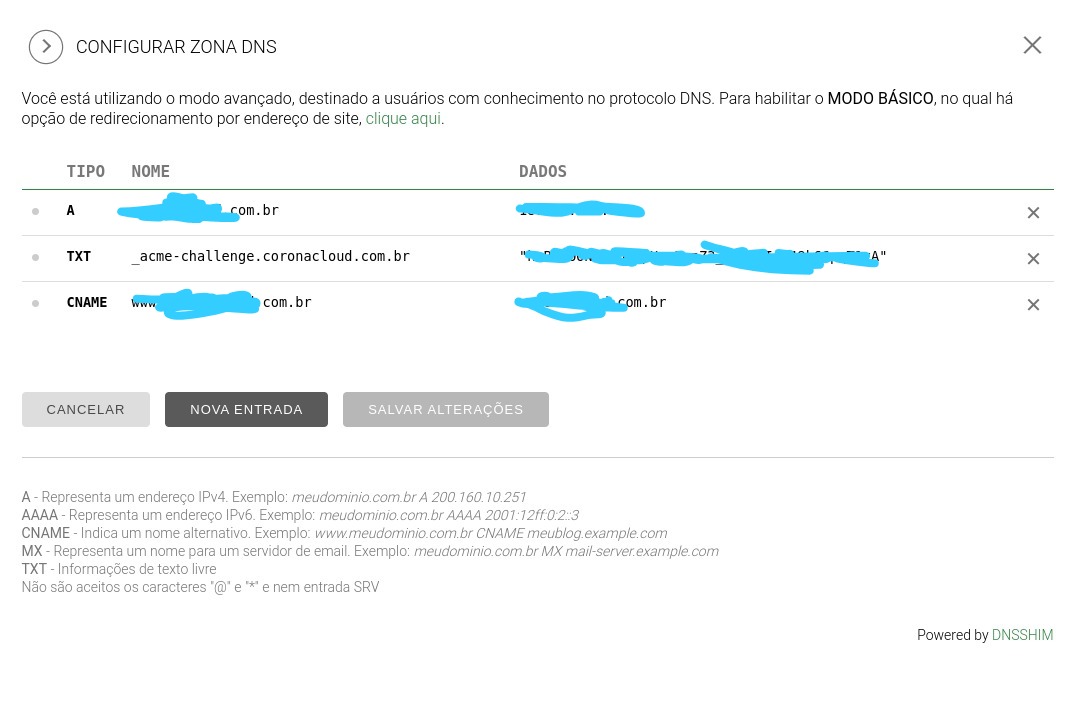 CONFIGURAR ZONA DNS
Você está utilizando o modo avançado, destinado a usuários com conhecimento no protocolo DNS. Para habilitar o MODO BÁSICO, no qual há
opção de redirecionamento por endereço de site, clique aqui.
TIPO NOME DADOS
A .com.br
TXT _acme-challenge.coronacloud.com.br
CNAME www .com.br .com.br
CANCELAR NOVA ENTRADA SALVAR ALTERAÇÕES
A - Representa um endereço IPv4. Exemplo: meudominio.com.br A 200.160.10.251
AAAA - Representa um endereço IPv6. Exemplo: meudominio.com.br AAAA 2001:12ff:0:2::3
CNAME - Indica um nome alternativo. Exemplo: www.meudominio.com.br CNAME meublog.example.com
MX - Representa um nome para um servidor de email. Exemplo: meudominio.com.br MX mail-server.example.com
TXT - Informações de texto livre
Não são aceitos os caracteres "@" e "*" e nem entrada SRV
Powered by DNSSHIM